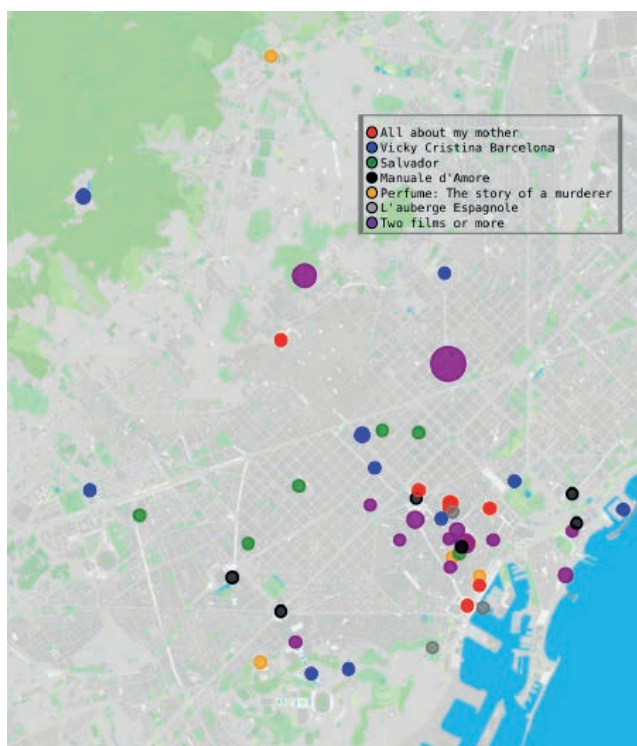 All about my mother
Vicky Cristina Barcelona
Salvador
Manuale d'Amore
Perfume: The story of a murderer
L'auberge Espagnole
Two films or more